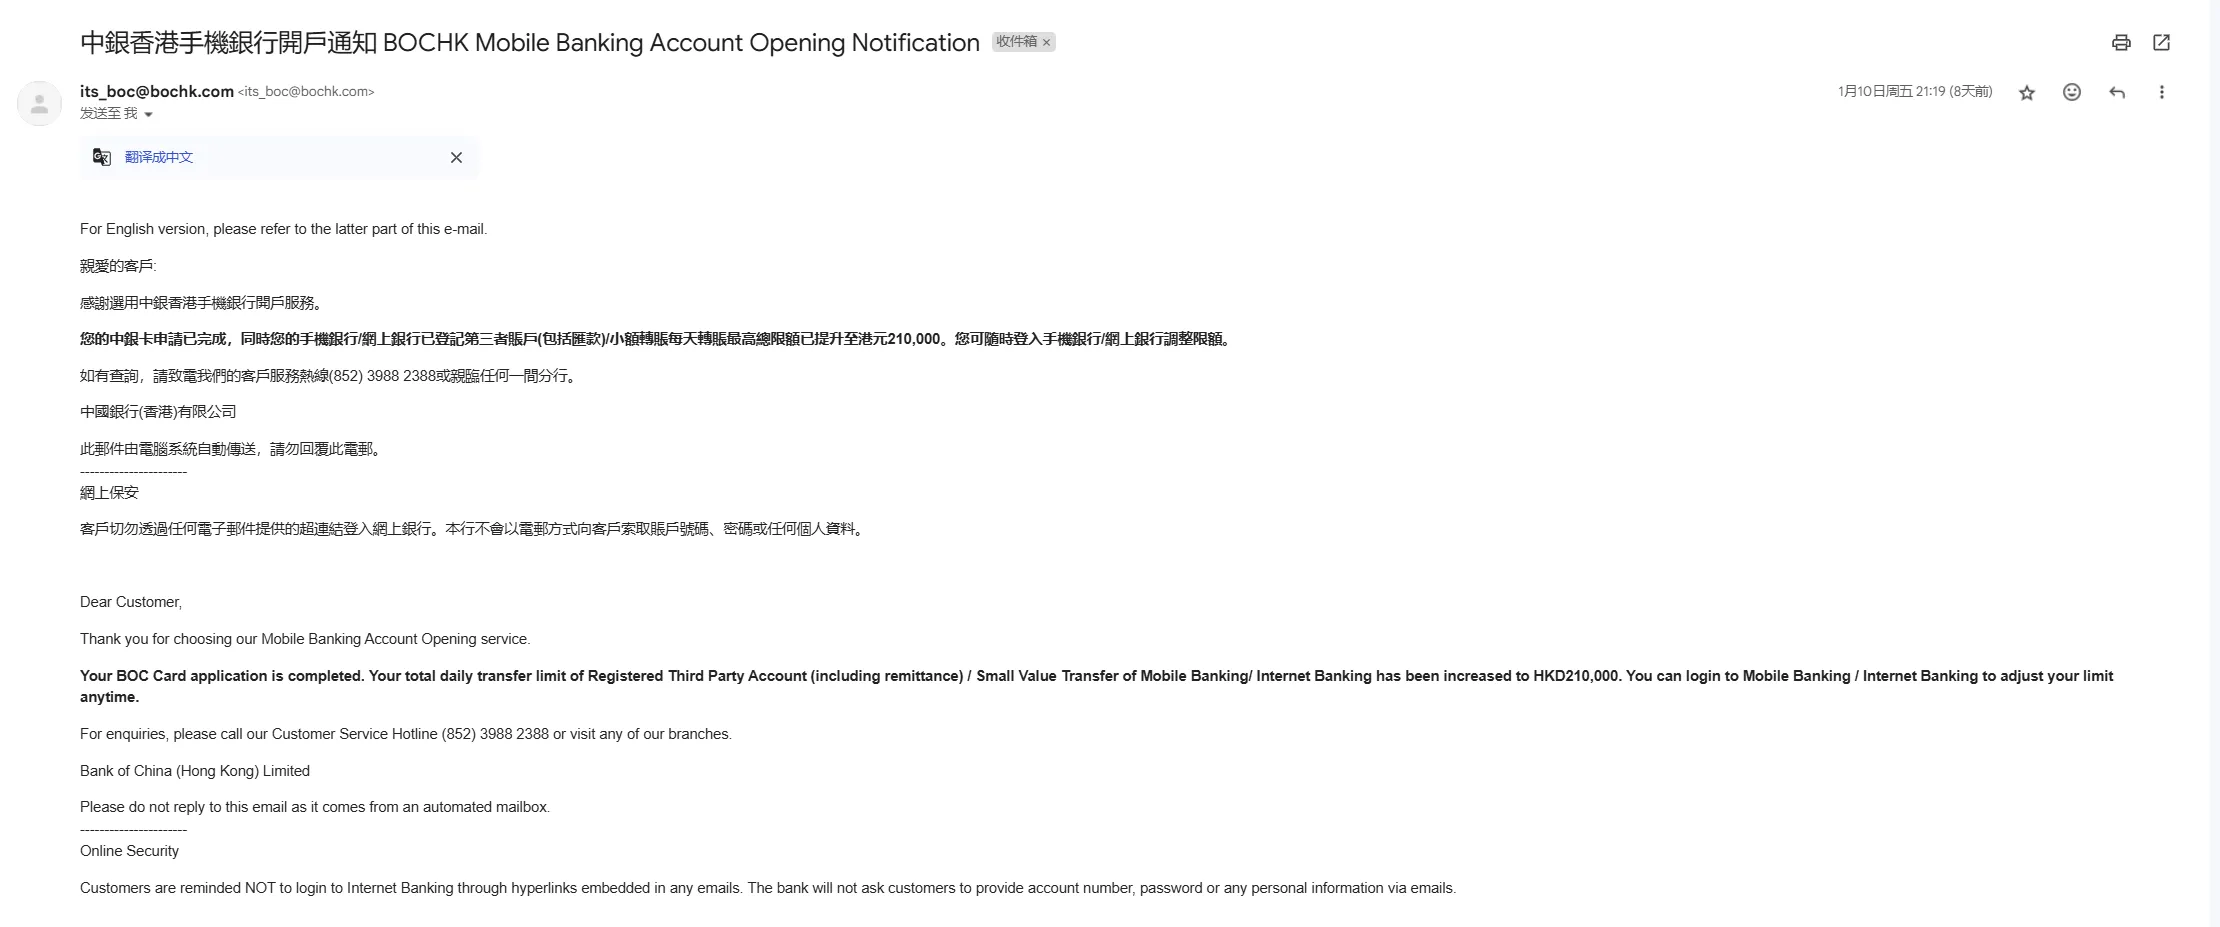 中銀香港手機銀行開戶通知 BOCHK Mobile Banking Account Opening Notification 收件箱 ×
its_boc@bochk.com <its_boc@bochk.com> 1月10日周五 21:19 (8天前)
发送至 我
翻译成中文
For English version, please refer to the latter part of this e-mail.
親愛的客戶:
感謝選用中銀香港手機銀行開戶服務。
您的中銀卡申請已完成，同時您的手機銀行/網上銀行已登記第三者賬戶(包括匯款)/小額轉賬每天轉賬最高總限額已提升至港元210,000。您可隨時登入手機銀行/網上銀行調整限額。
如有查詢，請致電我們的客戶服務熱線(852) 3988 2388或親臨任何一間分行。
中國銀行(香港)有限公司
此郵件由電腦系統自動傳送，請勿回覆此電郵。
----------------------
網上保安
客戶切勿透過任何電子郵件提供的超連結登入網上銀行。本行不會以電郵方式向客戶索取賬戶號碼、密碼或任何個人資料。
Dear Customer,
Thank you for choosing our Mobile Banking Account Opening service.
Your BOC Card application is completed. Your total daily transfer limit of Registered Third Party Account (including remittance) / Small Value Transfer of Mobile Banking/ Internet Banking has been increased to HKD210,000. You can login to Mobile Banking / Internet Banking to adjust your limit
anytime.
For enquiries, please call our Customer Service Hotline (852) 3988 2388 or visit any of our branches.
Bank of China (Hong Kong) Limited
Please do not reply to this email as it comes from an automated mailbox.
----------------------
Online Security
Customers are reminded NOT to login to Internet Banking through hyperlinks embedded in any emails. The bank will not ask customers to provide account number, password or any personal information via emails.